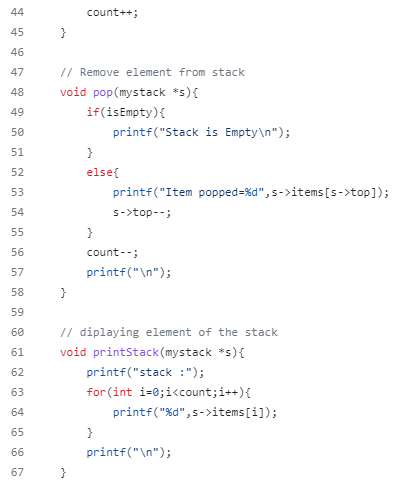 44 count++;
45 }
46
47 // Remove element from stack
48 void pop(mystack *s){
49 if(isEmpty){
50 printf("Stack is Empty\n");
51 }
52 else{
53 printf("Item popped=%d",s->items[s->top]);
54 s->top--;
55 }
56 count--;
57 printf("\n");
58 }
59
60 // diplaying element of the stack
61 void printStack(mystack *s){
62 printf("stack :");
63 for(int i=0;i<count;i++){
64 printf("%d",s->items[i]);
65 }
66 printf("\n");
67 }